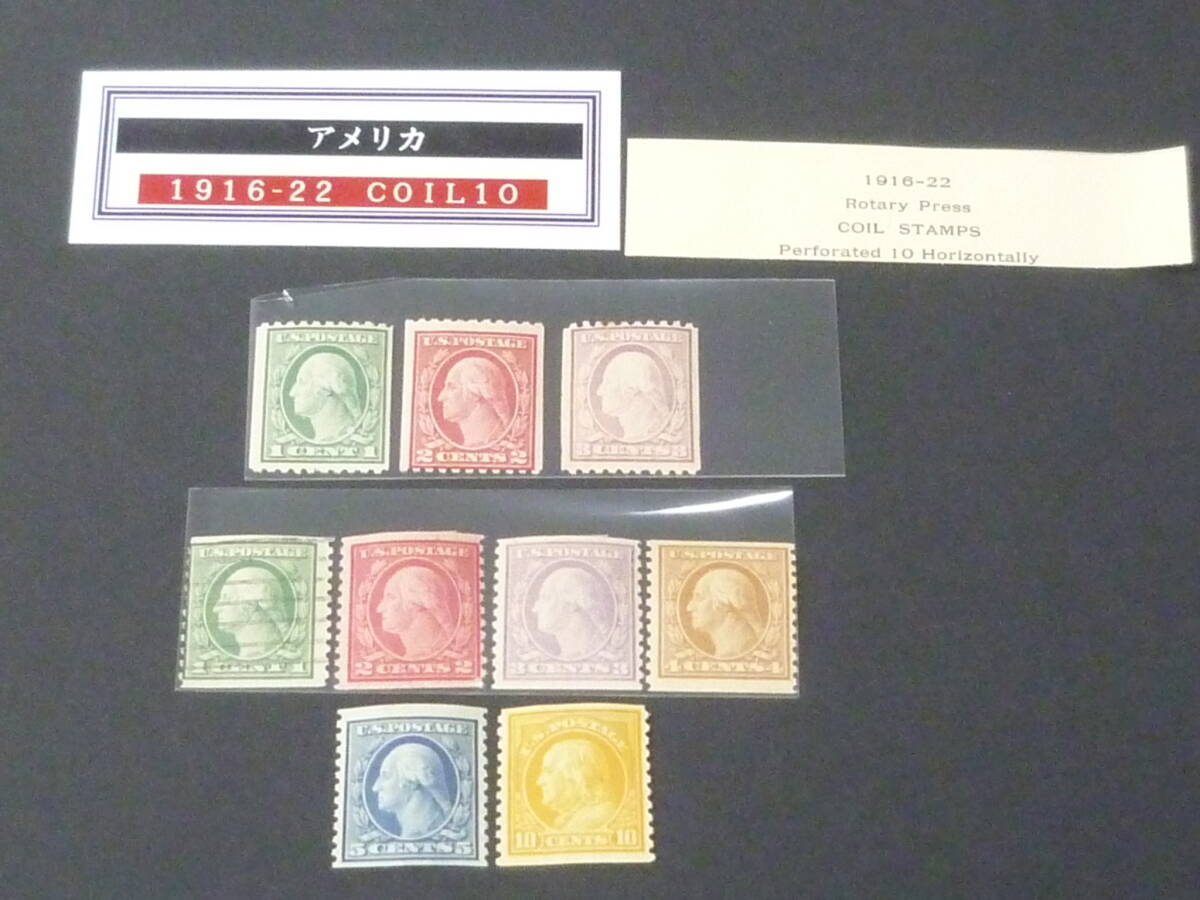 アメリカ
1916-22 COIL10
1916-22
Rotary Press
COIL STAMPS
Perforated 10 Horizontally
U.S.POSTAGE
1 CENT 1
U.S.POSTAGE
2 CENTS 2
U.S.POSTAGE
3 CENTS 3
U.S.POSTAGE
1 CENT 1
U.S.POSTAGE
2 CENTS 2
U.S.POSTAGE
3 CENTS 3
U.S.POSTAGE
4 CENTS 4
U.S.POSTAGE
5 CENTS 5
U.S.POSTAGE
10 CENTS 10